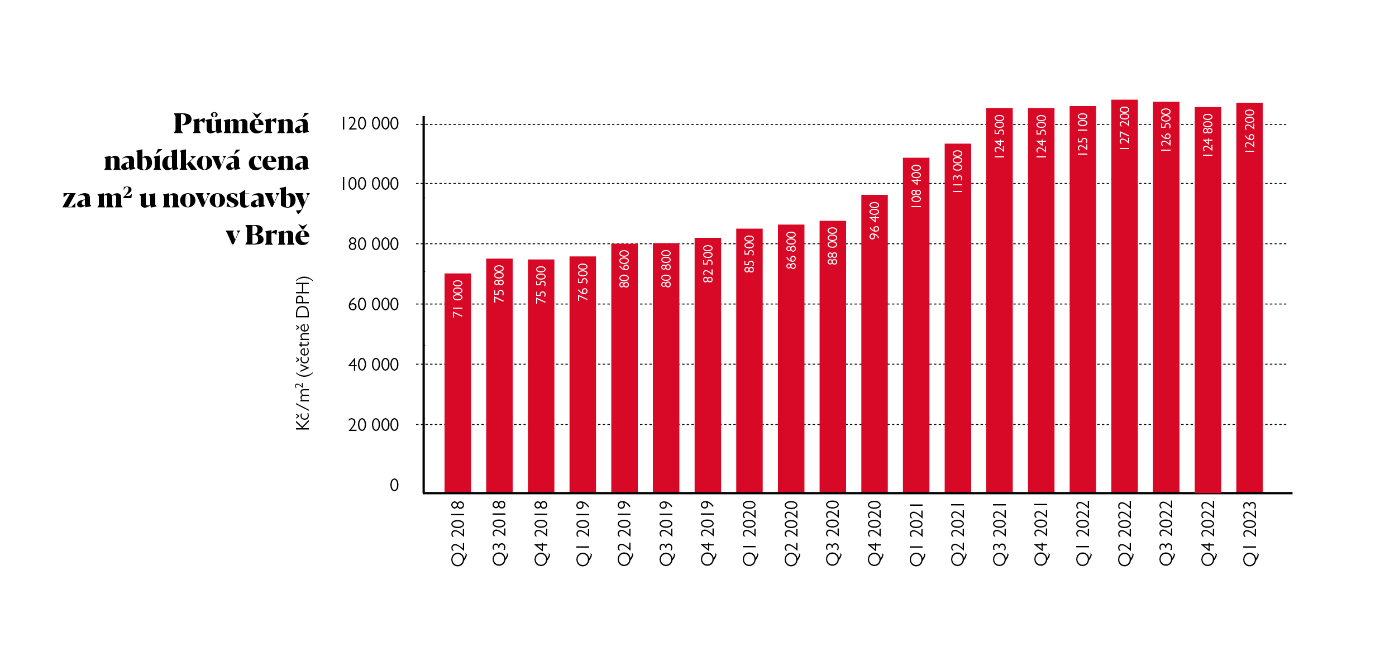 Průměrná
nabídková cena
za m² u novostavby
v Brně
Kč/m² (včetně DPH)
120 000
100 000
80 000
60 000
40 000
20 000
0
71 000
75 800
75 500
76 500
80 600
80 800
82 500
85 500
86 800
88 000
96 400
108 400
113 000
124 500
124 500
125 100
127 200
126 500
124 800
126 200
Q2 2018
Q3 2018
Q4 2018
Q1 2019
Q2 2019
Q3 2019
Q4 2019
Q1 2020
Q2 2020
Q3 2020
Q4 2020
Q1 2021
Q2 2021
Q3 2021
Q4 2021
Q1 2022
Q2 2022
Q3 2022
Q4 2022
Q1 2023